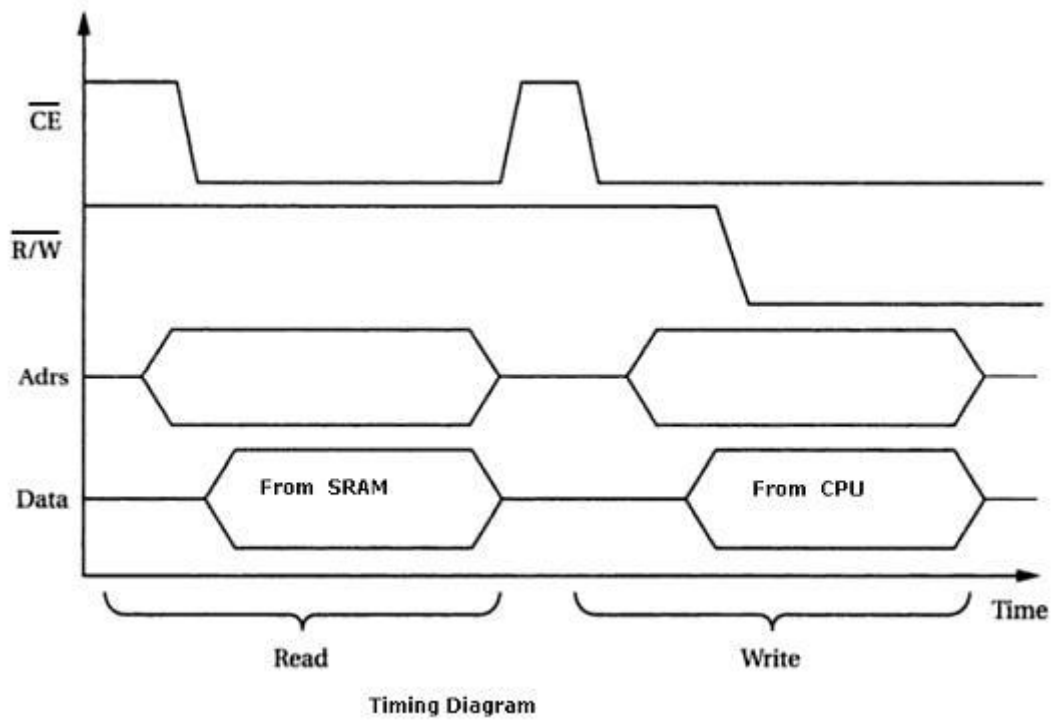 CE
R/W
Adrs
From SRAM
From CPU
Data
Time
Read
Write
Timing Diagram